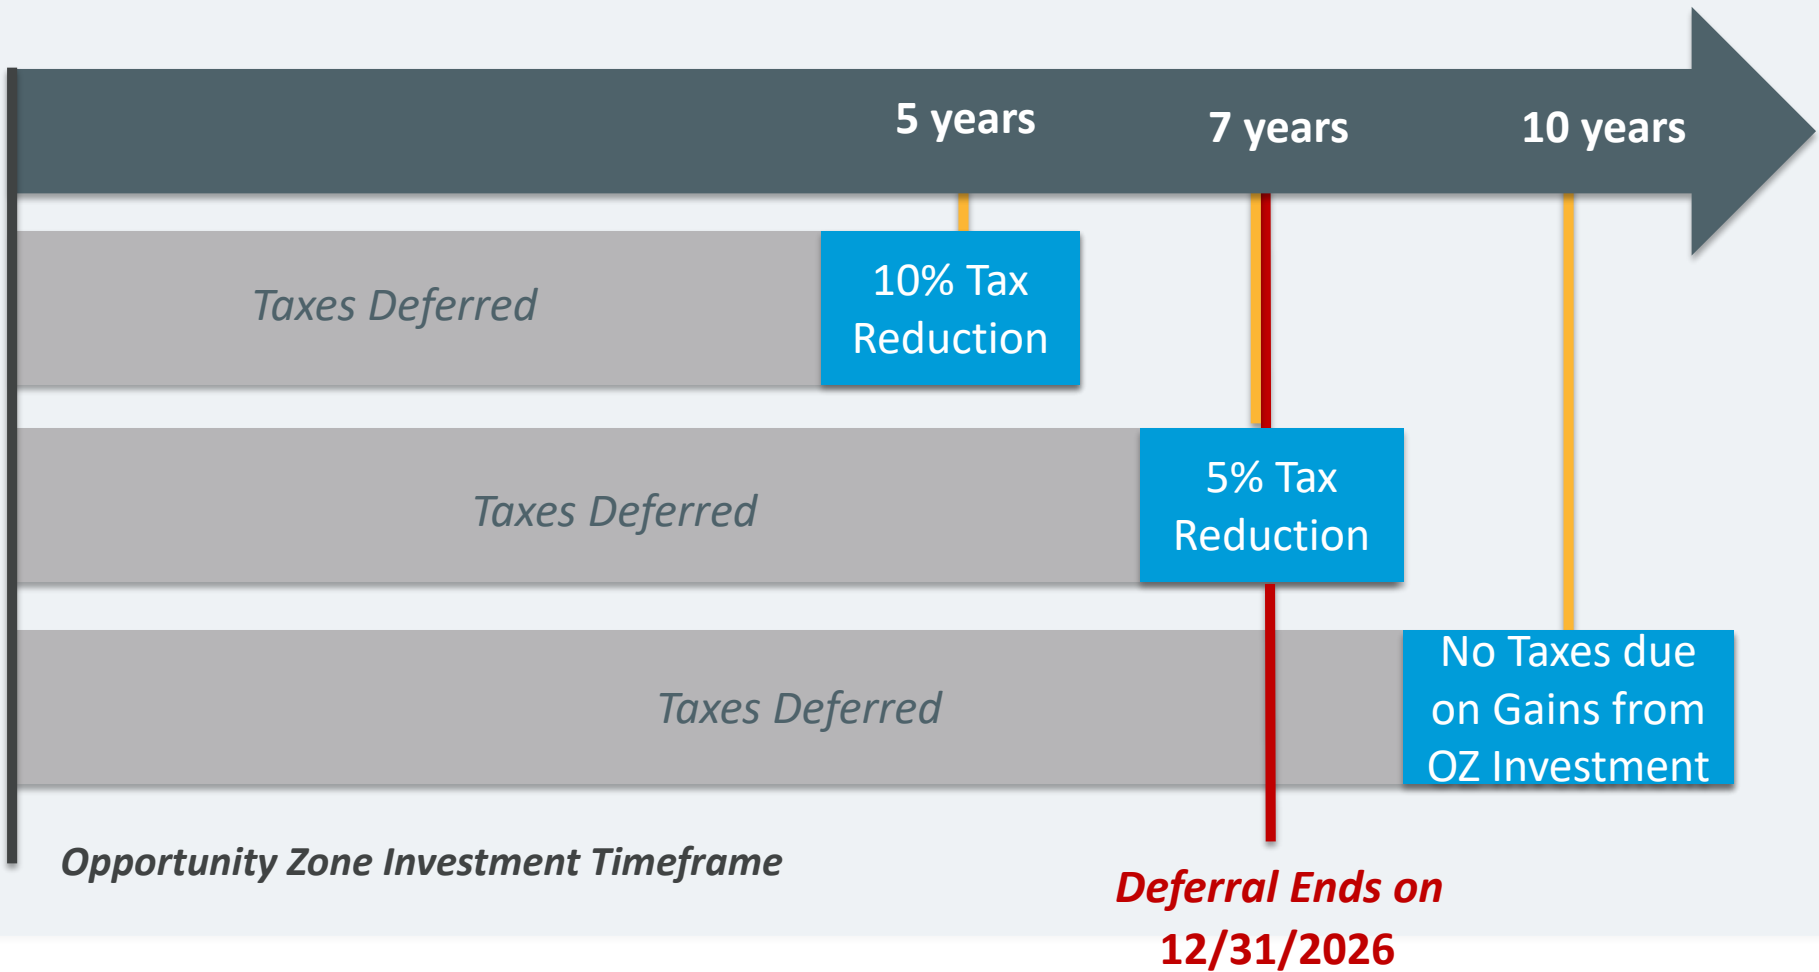 5 years
7 years
10 years
Taxes Deferred
10% Tax
Reduction
Taxes Deferred
5% Tax
Reduction
Taxes Deferred
No Taxes due
on Gains from
OZ Investment
Opportunity Zone Investment Timeframe
Deferral Ends on
12/31/2026